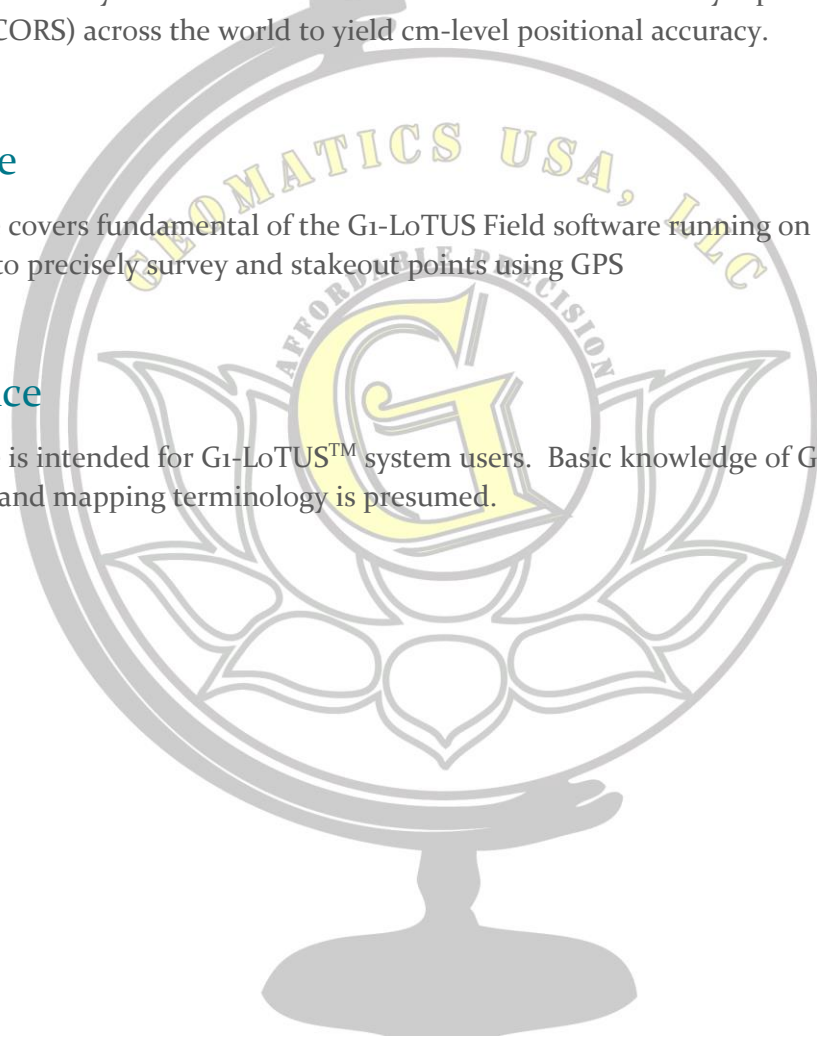 CORS) across the world to yield cm-level positional accuracy.
GEOMATICS USA, LLC
e
covers fundamental of the G1-LoTUS Field software running on
to precisely survey and stakeout points using GPS
AFFORDABLE PRECISION
G
ce
is intended for G1-LoTUS™ system users. Basic knowledge of G
and mapping terminology is presumed.